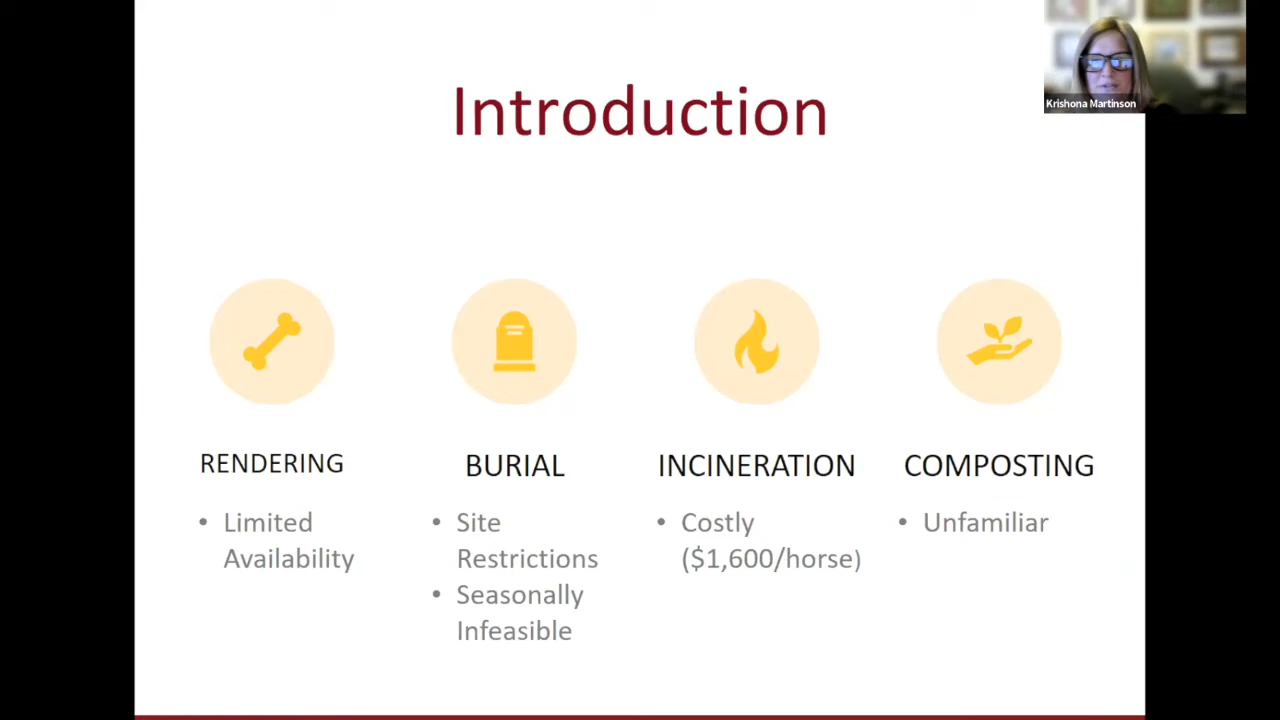 Krishona Martinson
Introduction
RENDERING
• Limited
Availability
BURIAL
• Site
Restrictions
• Seasonally
Infeasible
INCINERATION
• Costly
($1,600/horse)
COMPOSTING
• Unfamiliar